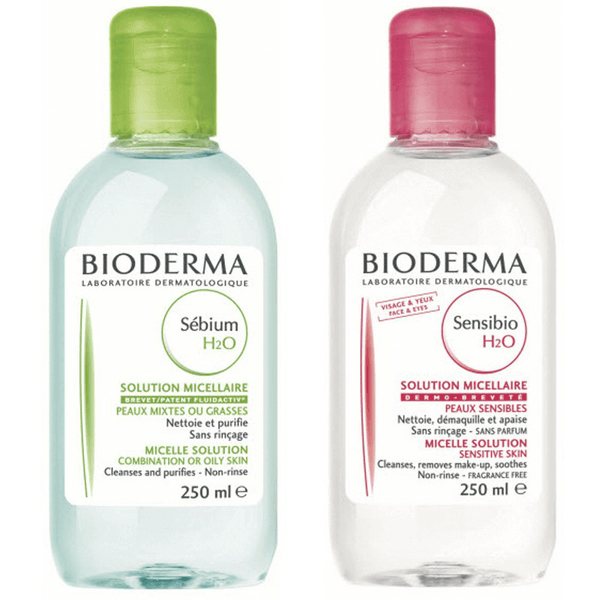 BIODERMA
LABORATOIRE DERMATOLOGIQUE
Sébium
H2O
SOLUTION MICELLAIRE
BREVET/PATENT FLUIDACTIV®
PEAUX MIXTES OU GRASSES
Nettoie et purifie
Sans rinçage
MICELLE SOLUTION
COMBINATION OR OILY SKIN
Cleanses and purifies - Non-rinse
250 ml e
BIODERMA
LABORATOIRE DERMATOLOGIQUE
VISAGE & YEUX
FACE & EYES
Sensibio
H2O
SOLUTION MICELLAIRE
DERMO-BREVETÉ
PEAUX SENSIBLES
Nettoie, démaquille et apaise
Sans rinçage - SANS PARFUM
MICELLE SOLUTION
SENSITIVE SKIN
Cleanses, removes make-up, soothes
Non-rinse - FRAGRANCE FREE
250 ml e